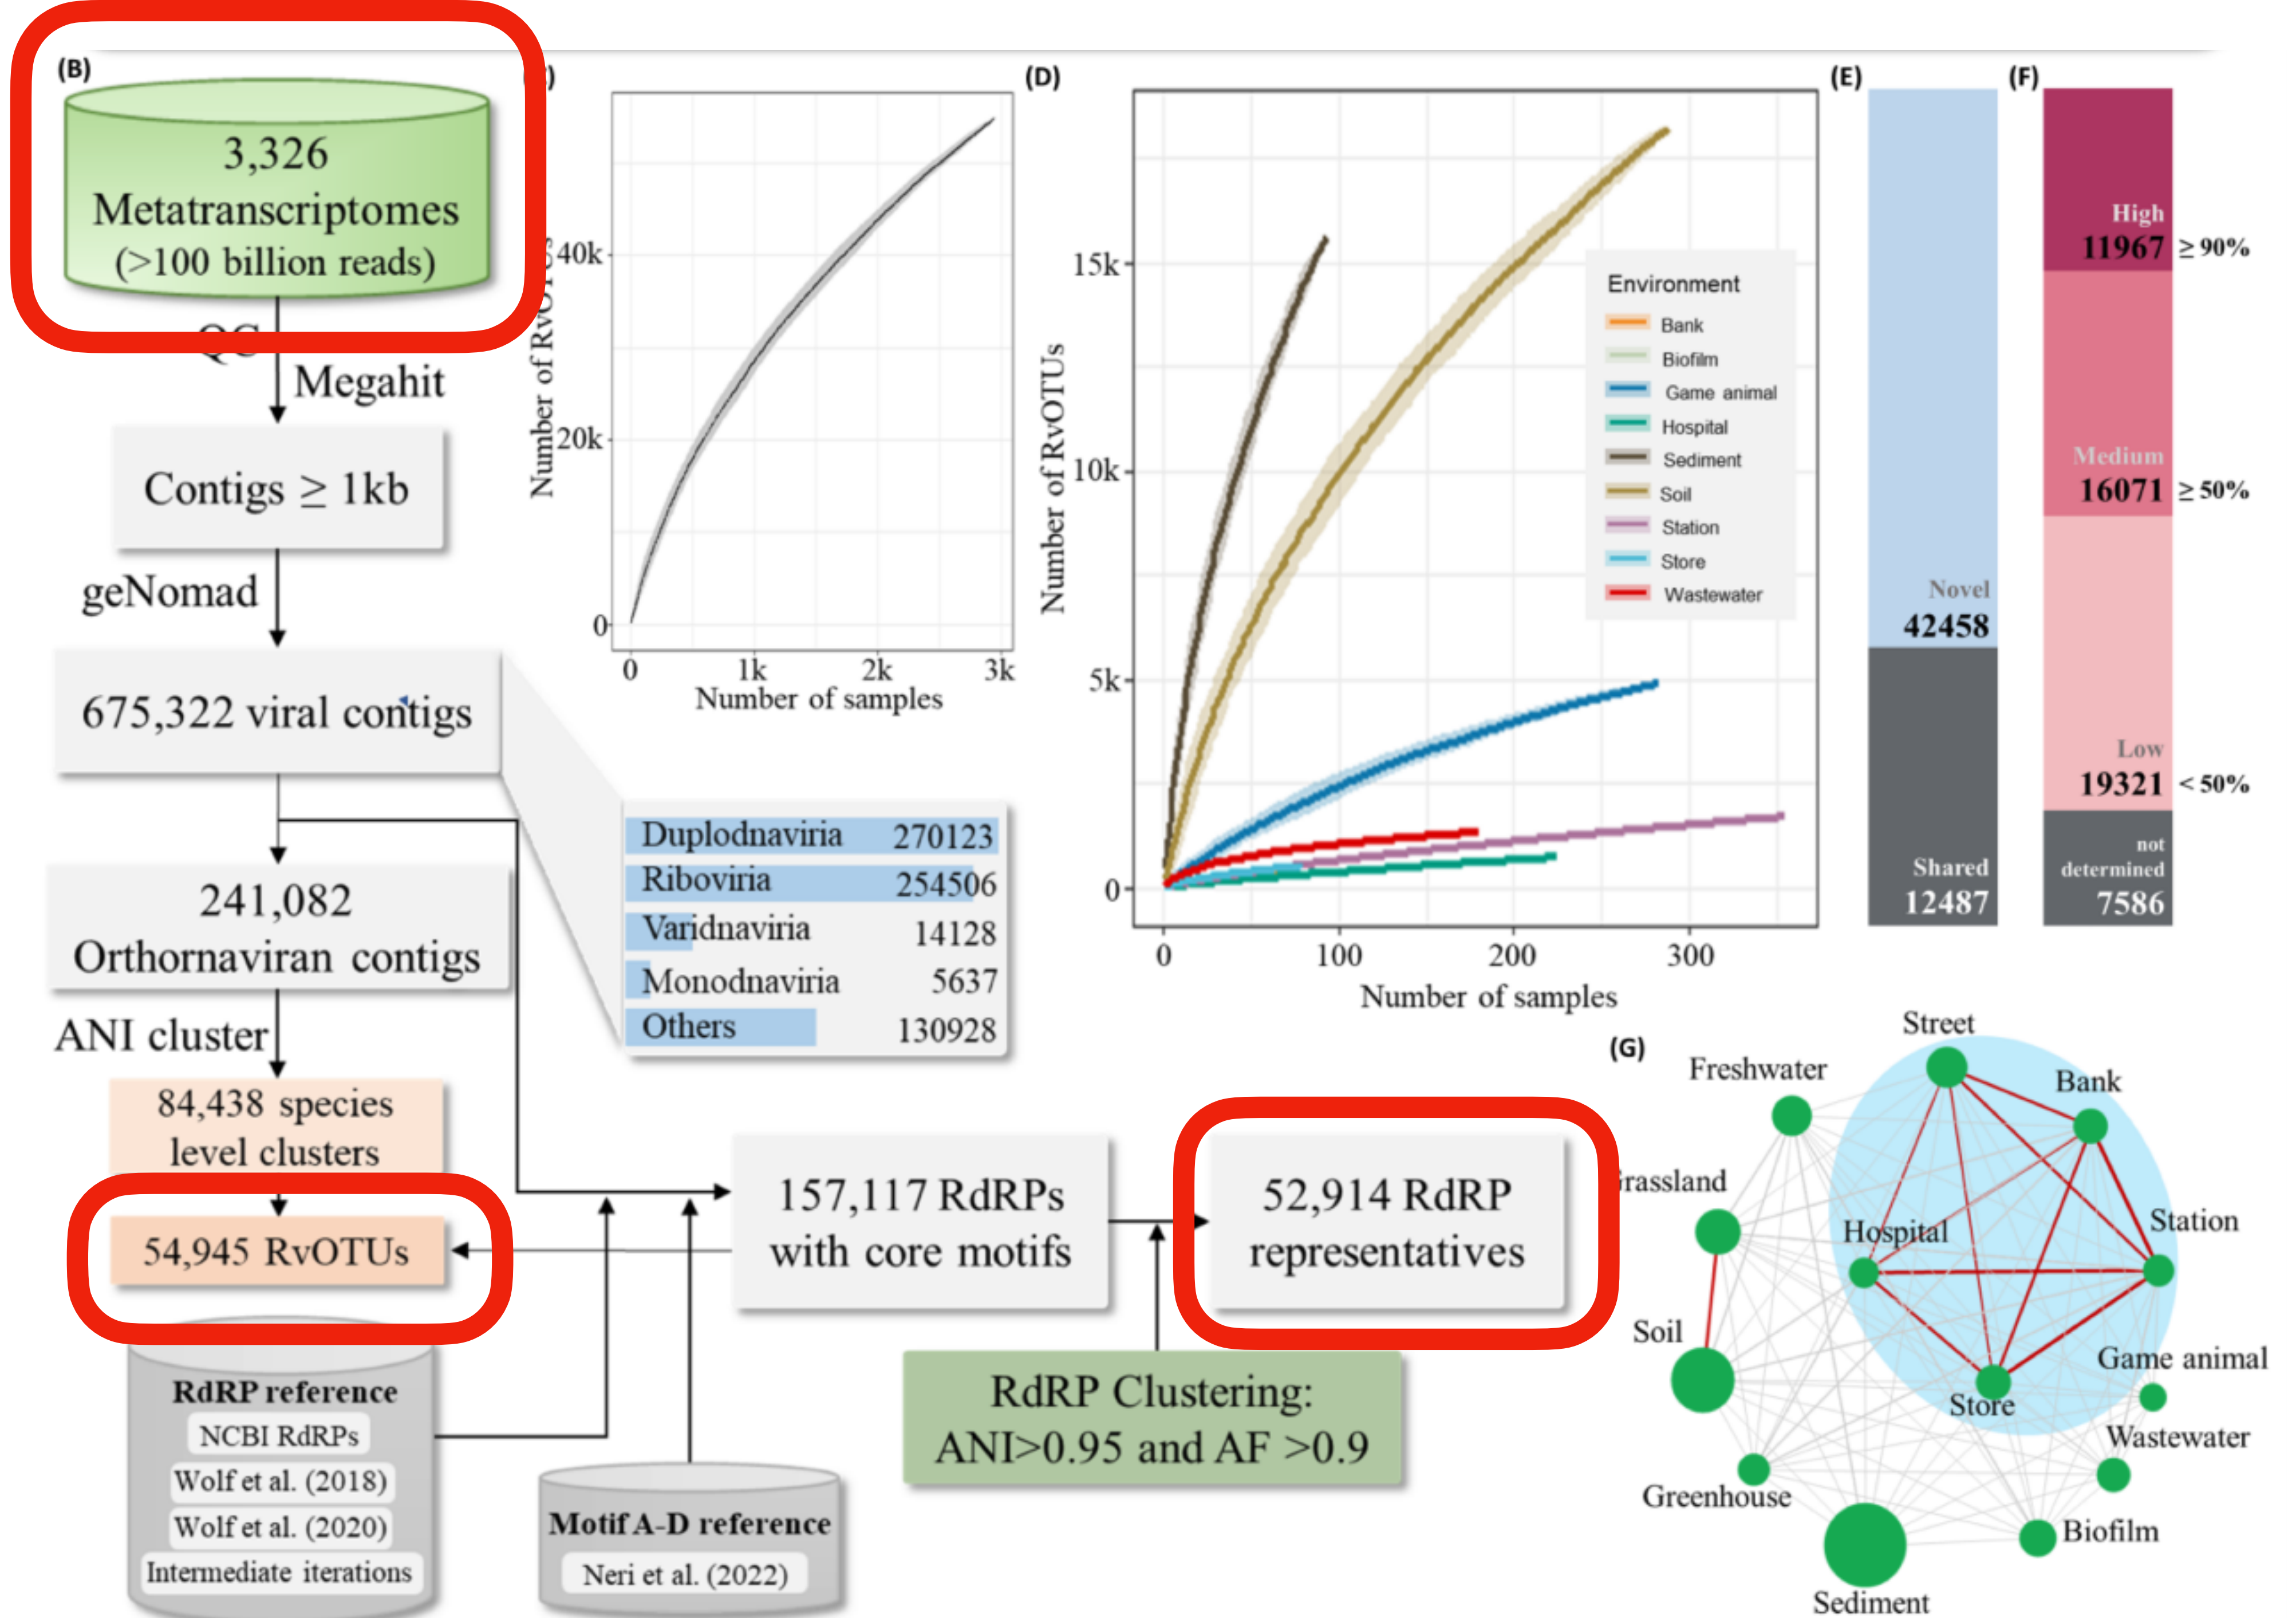 (B)
3,326
Metatranscriptomes
(>100 billion reads)
QC
Megahit
Contigs ≥ 1kb
geNomad
675,322 viral contigs
Duplodnaviria 270123
Riboviria 254506
Varidnaviria 14128
Monodnaviria 5637
Others 130928
241,082
Orthornaviran contigs
ANI cluster
84,438 species
level clusters
54,945 RvOTUs
RdRP reference
NCBI RdRPs
Wolf et al. (2018)
Wolf et al. (2020)
Intermediate iterations
Motif A-D reference
Neri et al. (2022)
157,117 RdRPs
with core motifs
52,914 RdRP
representatives
RdRP Clustering:
ANI>0.95 and AF >0.9
Number of RvOTUs
40k
20k
0
0 1k 2k 3k
Number of samples
(D)
Number of RvOTUs
15k
10k
5k
0
0 100 200 300
Number of samples
Environment
Bank
Biofilm
Game animal
Hospital
Sediment
Soil
Station
Store
Wastewater
(E)
Novel
42458
Shared
12487
(F)
High
11967 ≥ 90%
Medium
16071 ≥ 50%
Low
19321 < 50%
not
determined
7586
(G)
Street
Freshwater
Bank
rassland
Hospital
Station
Soil
Game animal
Store
Wastewater
Greenhouse
Biofilm
Sediment